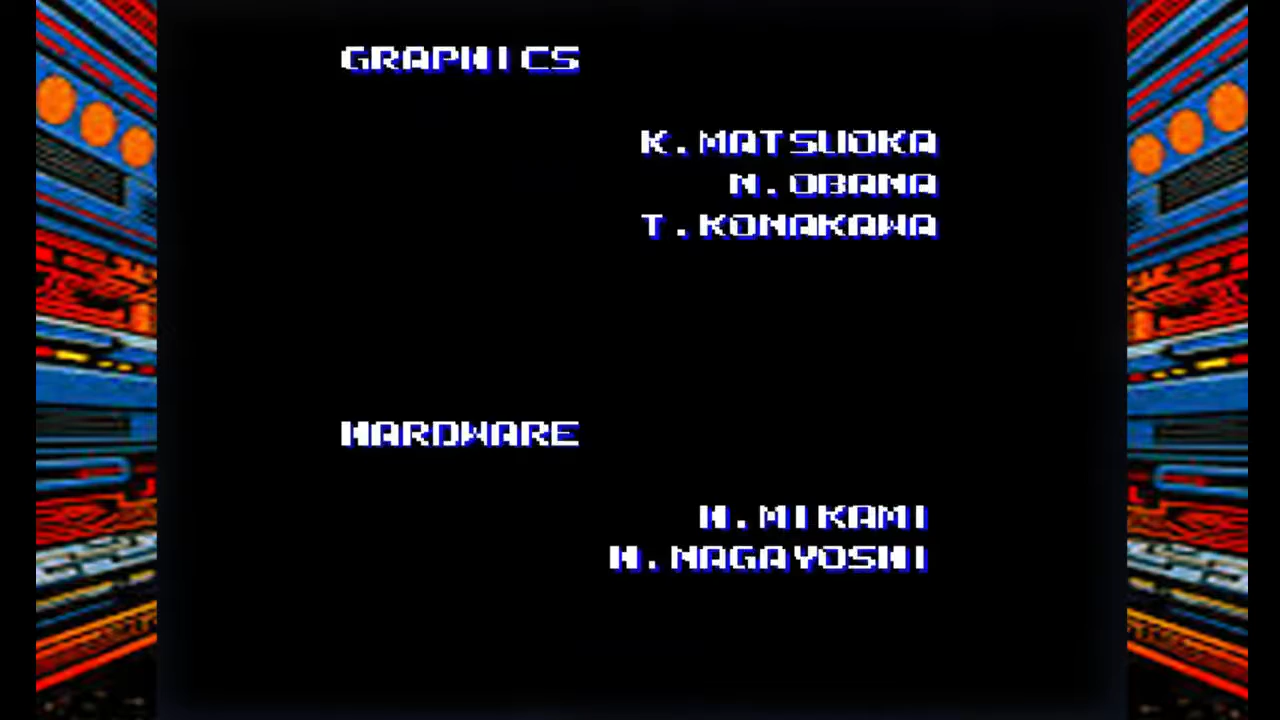 GRAPHICS
K.MATSUOKA
N.OBANA
T.KONAKAWA
HARDWARE
H.MIKAMI
H.NAGAYOSHI